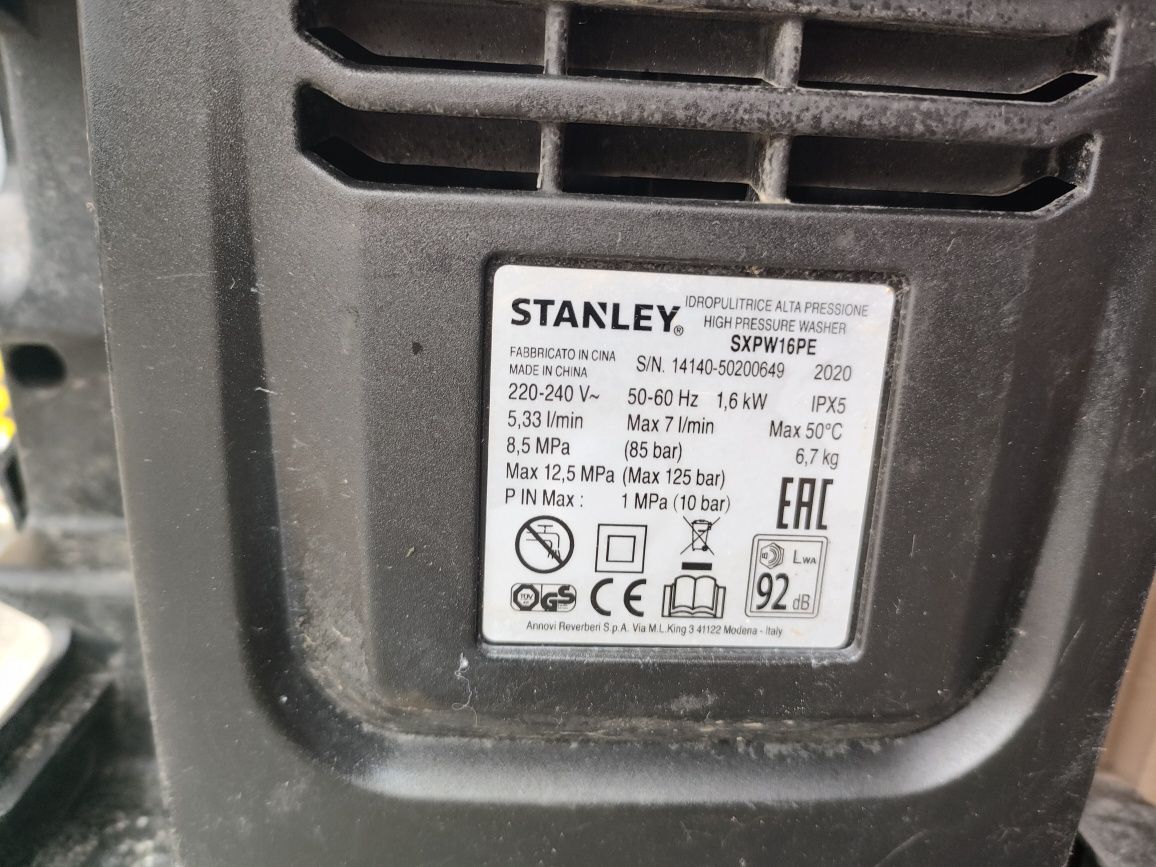 STANLEY®
IDROPULITRICE ALTA PRESSIONE
HIGH PRESSURE WASHER
SXPW16PE
FABBRICATO IN CINA
MADE IN CHINA
S/N. 14140-50200649 2020
220-240 V~ 50-60 Hz 1,6 kW IPX5
5,33 l/min Max 7 l/min Max 50°C
8,5 MPa (85 bar) 6,7 kg
Max 12,5 MPa (Max 125 bar)
P IN Max : 1 MPa (10 bar)
EAC
LWA
92 dB
TÜV GS CE
Annovi Reverberi S.p.A. Via M.L.King 3 41122 Modena - Italy